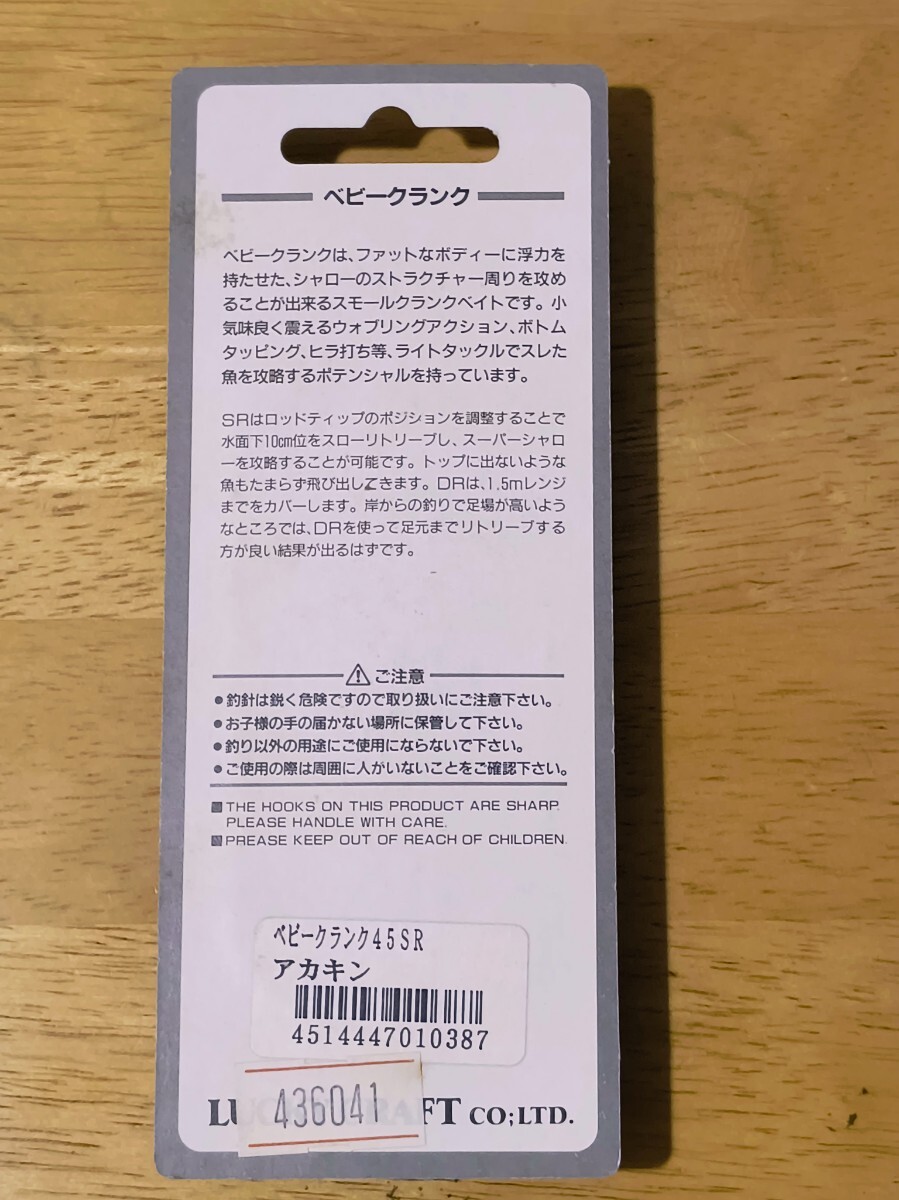 ベビークランク
ベビークランクは、ファットなボディーに浮力を
持たせた、シャローのストラクチャー周りを攻め
ることが出来るスモールクランクベイトです。小
気味良く震えるウォブリングアクション、ボトム
タッピング、ヒラ打ち等、ライトタックルでスレた
魚を攻略するポテンシャルを持っています。
SRはロッドティップのポジションを調整することで
水面下10cm位をスローリトリーブし、スーパーシャロ
ーを攻略することが可能です。トップに出ないような
魚もたまらず飛び出してきます。DRは、1.5mレンジ
までをカバーします。岸からの釣りで足場が高いよう
なところでは、DRを使って足元までリトリーブする
方が良い結果が出るはずです。
ご注意
●釣針は鋭く危険ですので取り扱いにご注意下さい。
●お子様の手の届かない場所に保管して下さい。
●釣り以外の用途にご使用にならないで下さい。
●ご使用の際は周囲に人がいないことをご確認下さい。
■THE HOOKS ON THIS PRODUCT ARE SHARP.
PLEASE HANDLE WITH CARE.
■PREASE KEEP OUT OF REACH OF CHILDREN.
ベビークランク45SR
アカキン
4514447010387
436041
LU RAFT CO;LTD.